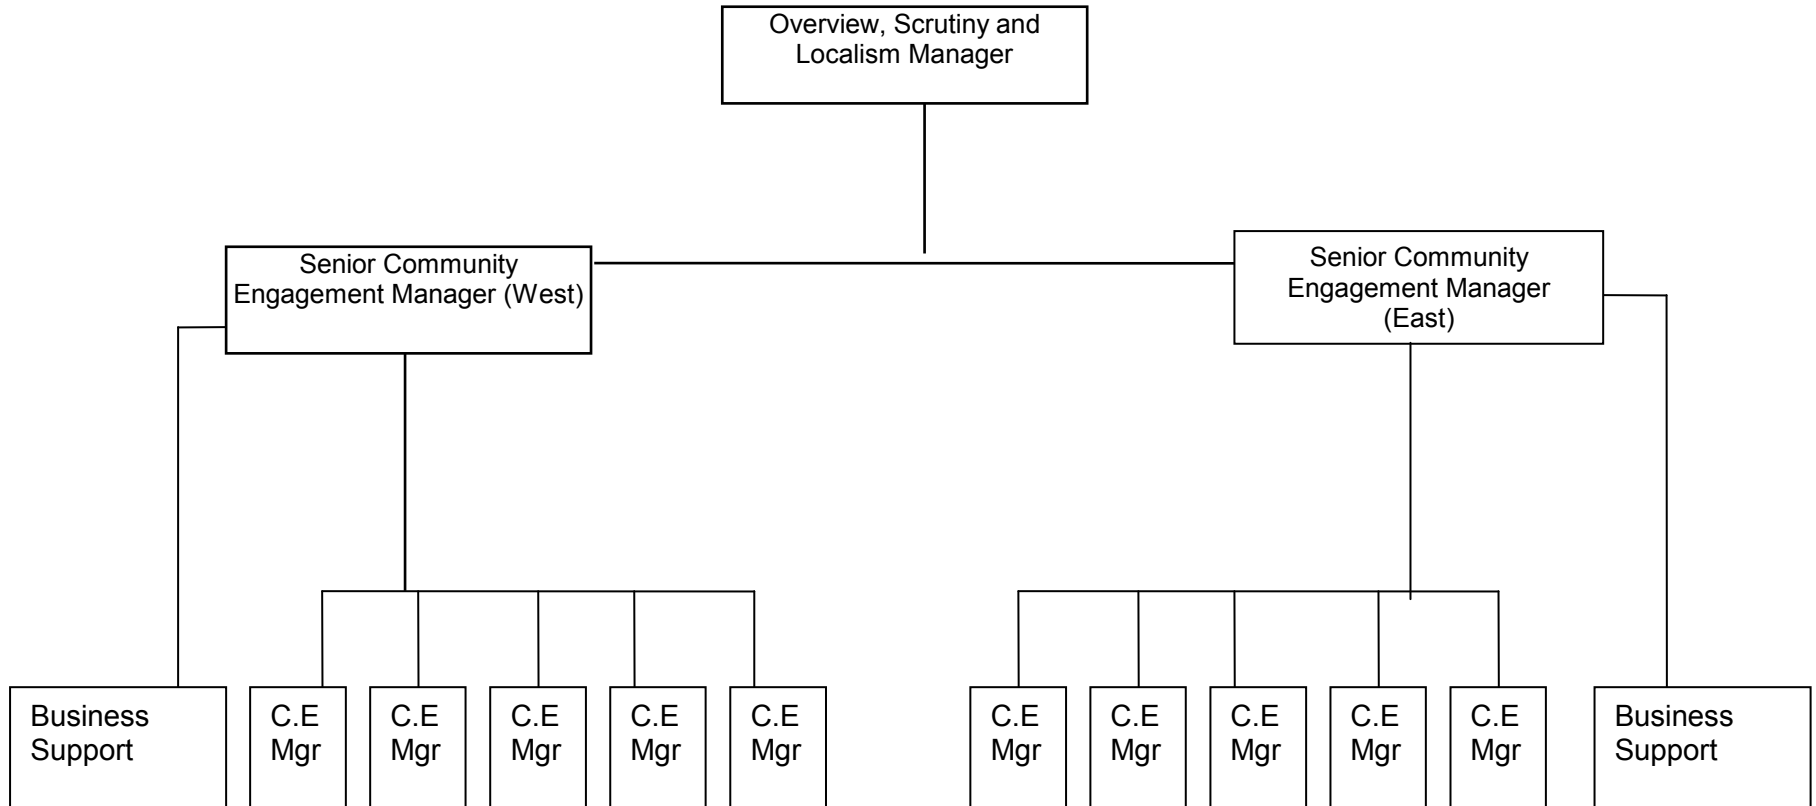 Overview, Scrutiny and
Localism Manager
Senior Community
Engagement Manager (West)
Senior Community
Engagement Manager
(East)
Business
Support
C.E
Mgr
C.E
Mgr
C.E
Mgr
C.E
Mgr
C.E
Mgr
C.E
Mgr
C.E
Mgr
C.E
Mgr
C.E
Mgr
C.E
Mgr
Business
Support